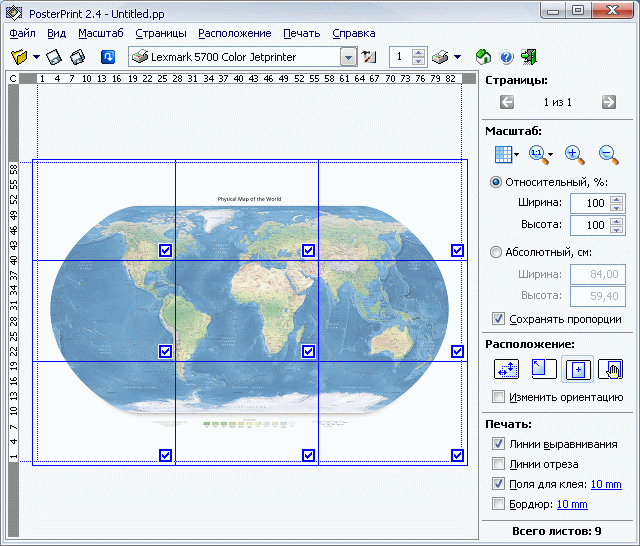 PosterPrint 2.4 - Untitled.pp
Файл Вид Масштаб Страницы Расположение Печать Справка
Lexmark 5700 Color Jetprinter 1
С 1 4 7 10 13 16 19 22 25 28 31 34 37 40 43 46 49 52 55 58 61 64 67 70 73 76 79 82
58 55 52 49 46 43 40 37 34 31 28 25 22 19 16 13 10 7 4 1
Physical Map of the World
Страницы:
1 из 1
Масштаб:
1:1
Относительный, %:
Ширина: 100
Высота: 100
Абсолютный, см:
Ширина: 84,00
Высота: 59,40
Сохранять пропорции
Расположение:
Изменить ориентацию
Печать:
Линии выравнивания
Линии отреза
Поля для клея: 10 mm
Бордюр: 10 mm
Всего листов: 9